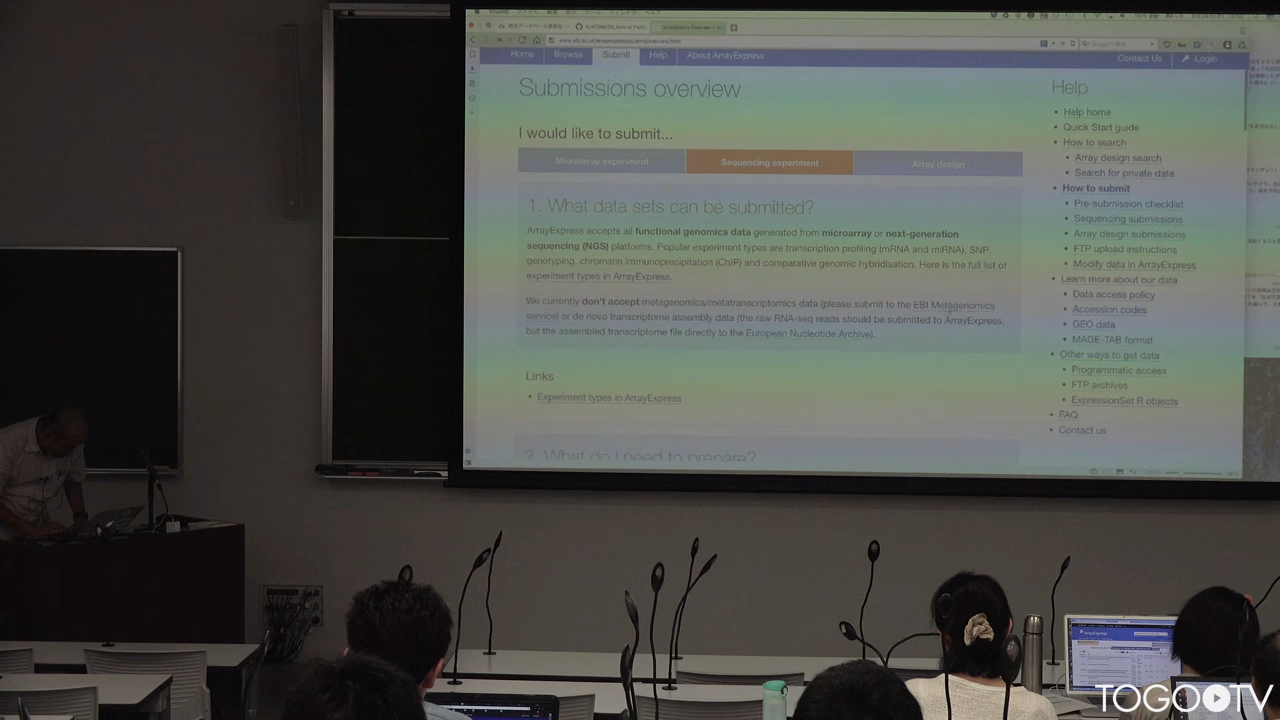 Home Browse Submit Help About ArrayExpress Contact Us Login
Submissions overview
I would like to submit...
Microarray experiment Sequencing experiment Array design
1. What data sets can be submitted?
ArrayExpress accepts all functional genomics data generated from microarray or next-generation
sequencing (NGS) platforms. Popular experiment types are transcription profiling (mRNA and miRNA), SNP
genotyping, chromatin immunoprecipitation (ChIP) and comparative genomic hybridisation. Here is the full list of
experiment types in ArrayExpress.
We currently don't accept metagenomics/metatranscriptomics data (please submit to the EBI Metagenomics
service) or de novo transcriptome assembly data (the raw RNA-seq reads should be submitted to ArrayExpress,
but the assembled transcriptome file directly to the European Nucleotide Archive).
Links
• Experiment types in ArrayExpress
2. What do I need to prepare?
Help
• Help home
• Quick Start guide
• How to search
• Array design search
• Search for private data
• How to submit
• Pre-submission checklist
• Sequencing submissions
• Array design submissions
• FTP upload instructions
• Modify data in ArrayExpress
• Learn more about our data
• Data access policy
• Accession codes
• GEO data
• MAGE-TAB format
• Other ways to get data
• Programmatic access
• FTP archives
• ExpressionSet R objects
• FAQ
• Contact us
ArrayExpress
TOGO TV